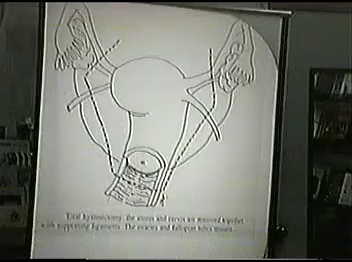 Total hysterectomy: the uterus and cervix are removed together
with supporting ligaments. The ovaries and fallopian tubes remain.